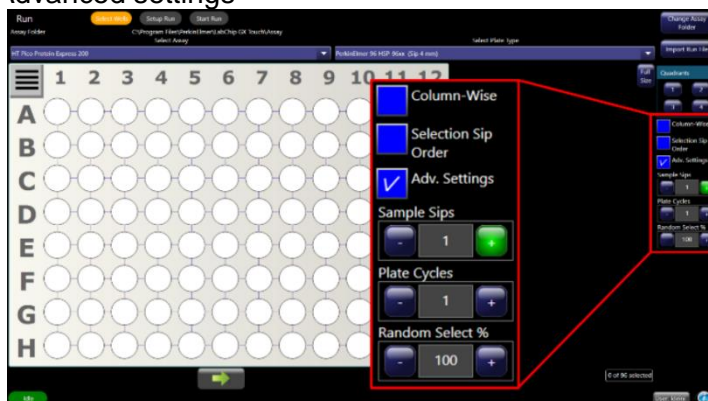 Advanced settings
Run
Select Wells
Setup Run
Start Run
Assay Folder
C:\Program Files\PerkinElmer\LabChip GX Touch\Assay
Change Assay Folder
Select Assay
Select Plate Type
HT Pico Protein Express 200
PerkinElmer 96 HSP-96xx (Sip 4 mm)
Import Run File
1 2 3 4 5 6 7 8 9 10 11 12
Full Size
Quadrants
1 2
3 4
A
B
C
D
E
F
G
H
Column-Wise
Selection Sip Order
Adv. Settings
Sample Sips
- 1 +
Plate Cycles
- 1 +
Random Select %
- 100 +
Column-Wise
Selection Sip Order
Adv. Settings
Sample Sips
1
Plate Cycles
1
Random Select %
100
0 of 96 selected
Idle